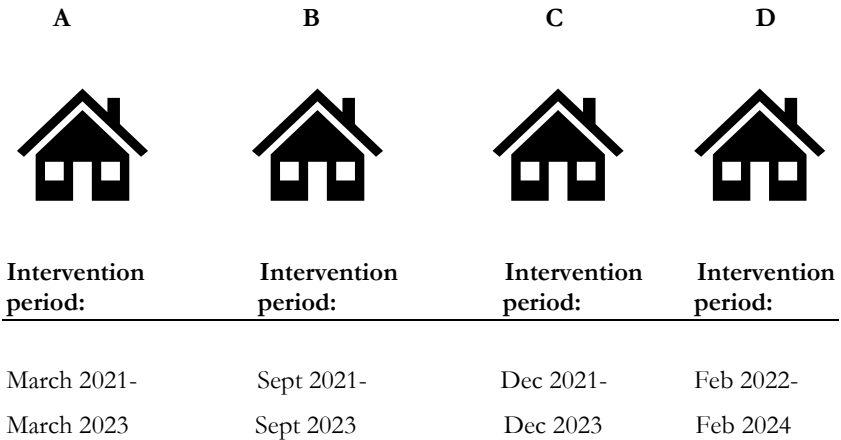 A B C D
Intervention Intervention Intervention Intervention
period: period: period: period:
March 2021- Sept 2021- Dec 2021- Feb 2022-
March 2023 Sept 2023 Dec 2023 Feb 2024